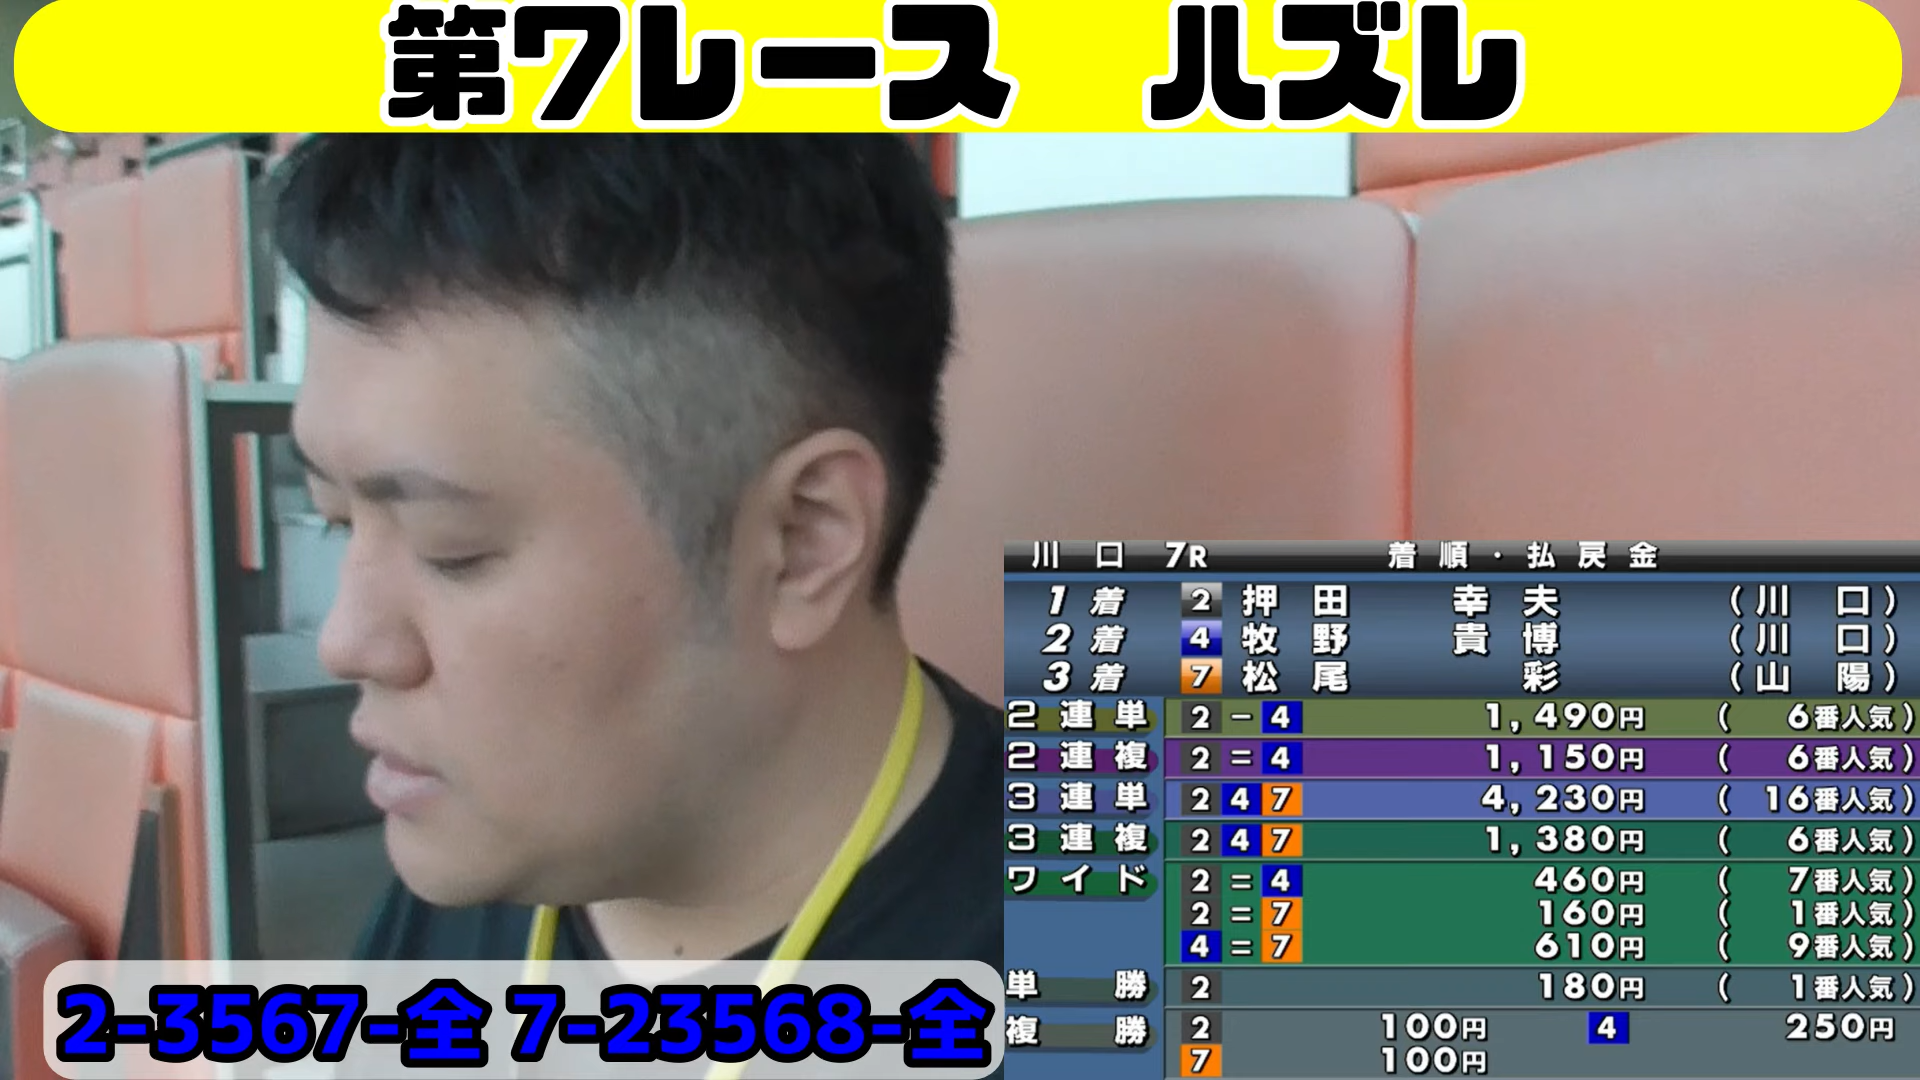 第7レース ハズレ
川口 7R 着順・払戻金
1着 2 押田 幸夫 (川口)
2着 4 牧野 貴博 (川口)
3着 7 松尾 彩 (山陽)
2連単 2-4 1,490円 (6番人気)
2連複 2=4 1,150円 (6番人気)
3連単 2 4 7 4,230円 (16番人気)
3連複 2 4 7 1,380円 (6番人気)
ワイド 2=4 460円 (7番人気)
2=7 160円 (1番人気)
4=7 610円 (9番人気)
単勝 2 180円 (1番人気)
複勝 2 100円 4 250円
7 100円
2-3567-全 7-23568-全